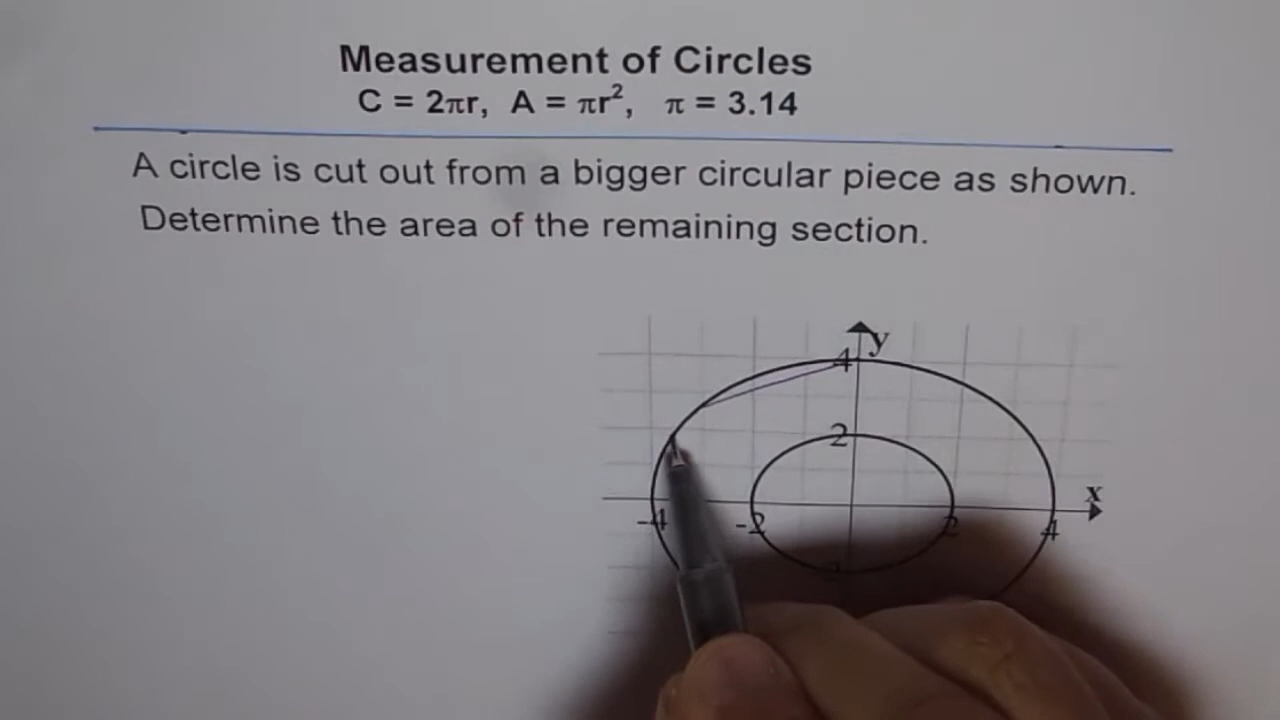 Measurement of Circles
C = 2πr, A = πr², π = 3.14
A circle is cut out from a bigger circular piece as shown.
Determine the area of the remaining section.
y
4
2
x
-4 -2 2 4
-2